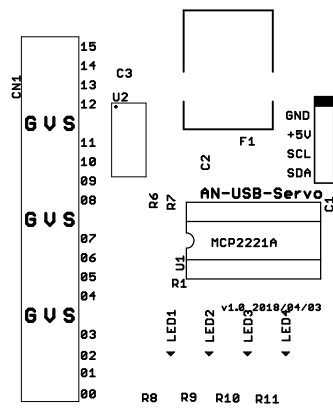 CN1
15
14
13
12
11
10
09
08
07
06
05
04
03
02
01
00
G V S
G V S
G V S
C3
U2
F1
C2
GND
+5V
SCL
SDA
C1
R6
R7
AN-USB-Servo
MCP2221A
U1
R1
v1.0 2018/04/03
LED1
LED2
LED3
LED4
R8
R9
R10
R11